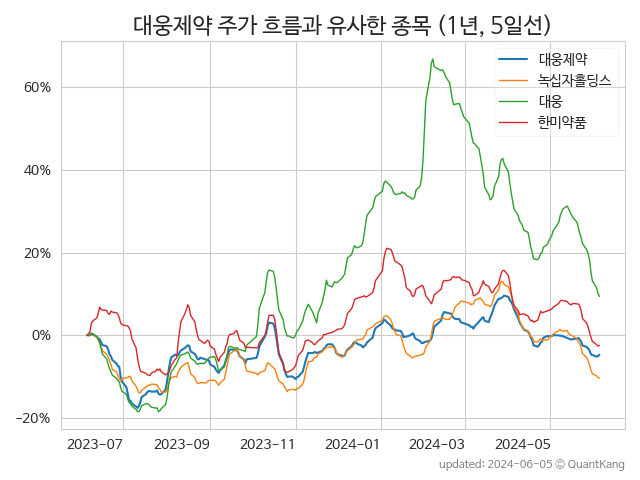 대웅제약 주가 흐름과 유사한 종목 (1년, 5일선)
대웅제약
녹십자홀딩스
대웅
한미약품
60%
40%
20%
0%
−20%
2023−07
2023−09
2023−11
2024−01
2024−03
2024−05
updated: 2024-06-05 © QuantKang